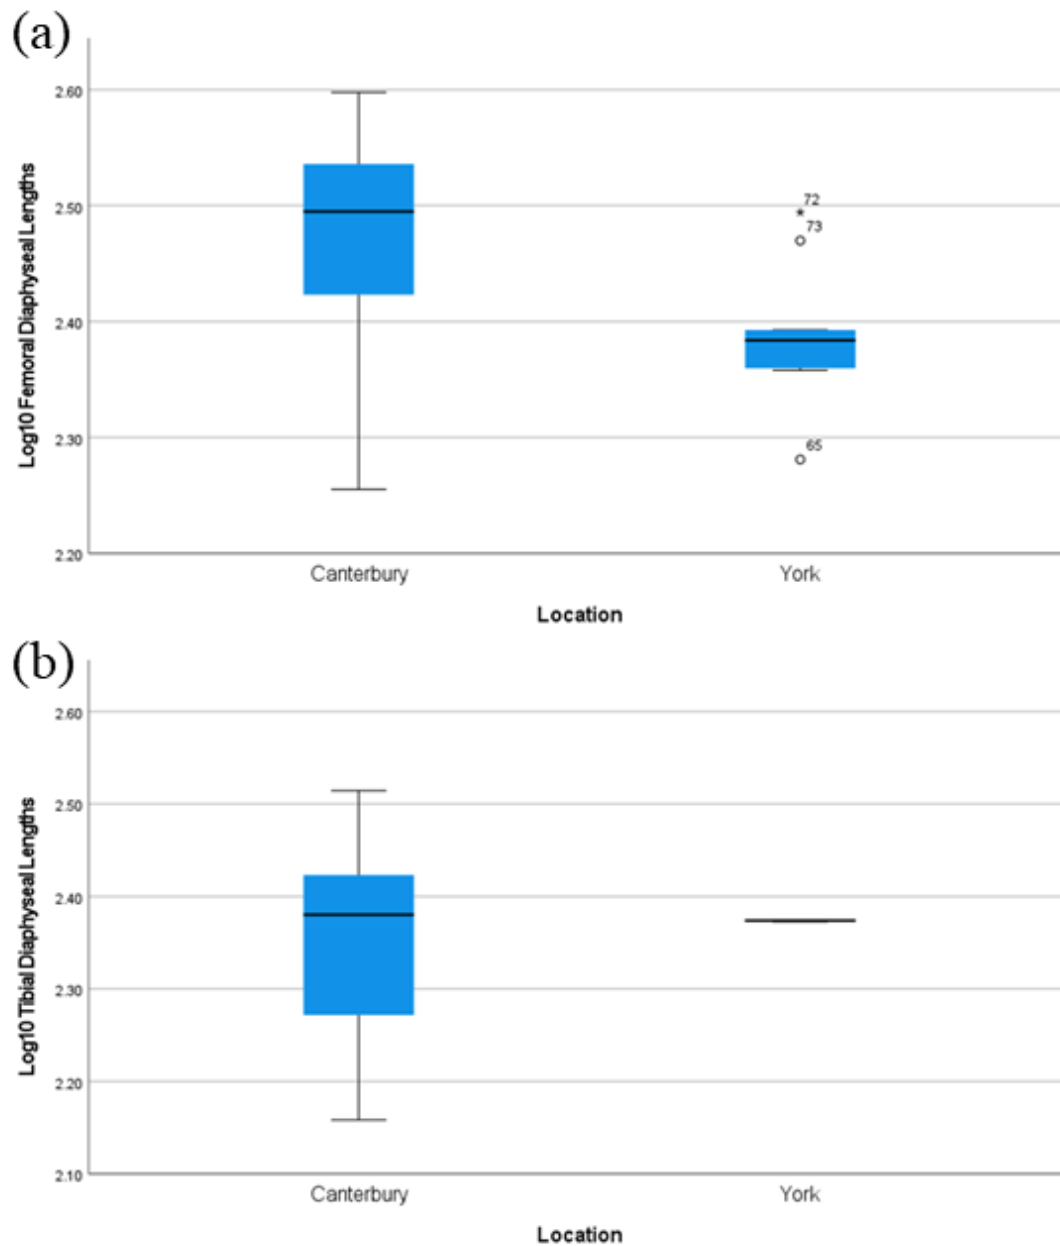 (a)
Log10 Femoral Diaphyseal Lengths
2.60
2.50
2.40
2.30
2.20
72
73
65
Canterbury York
Location
(b)
Log10 Tibial Diaphyseal Lengths
2.60
2.50
2.40
2.30
2.20
2.10
Canterbury York
Location